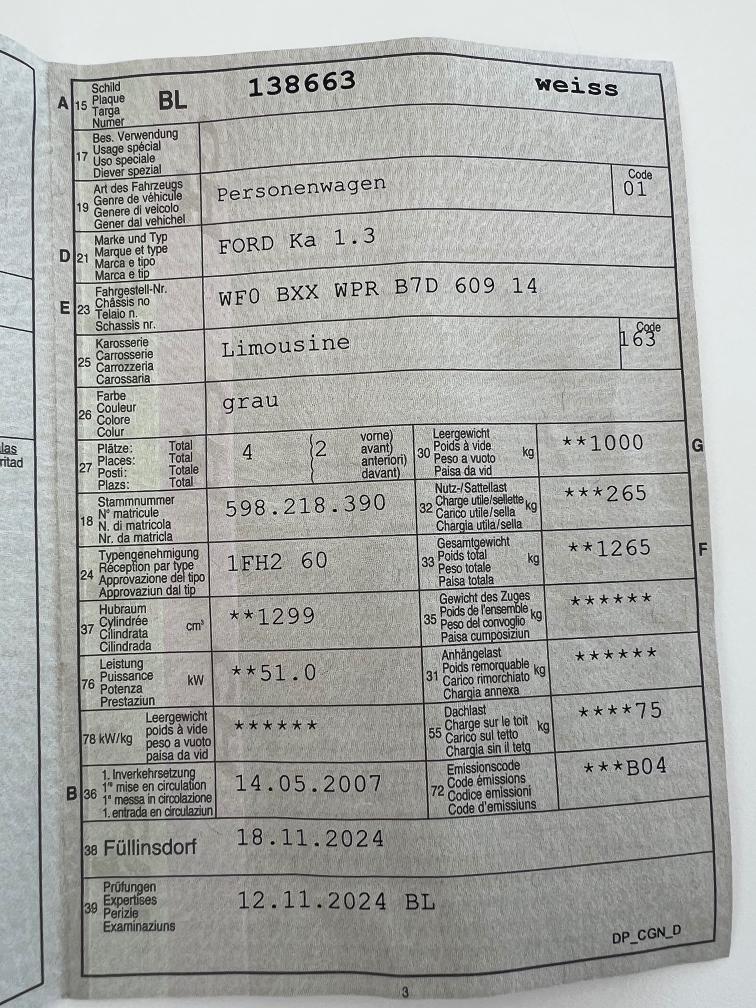 A 15 Schild Plaque Targa Numer BL 138663 weiss
17 Bes. Verwendung Usage spécial Uso speciale Diever spezial
19 Art des Fahrzeugs Genre de véhicule Genere di veicolo Gener dal vehichel Personenwagen Code 01
D 21 Marke und Typ Marque et type Marca e tipo Marca e tip FORD Ka 1.3
E 23 Fahrgestell-Nr. Châssis no Telaio n. Schassis nr. WF0 BXX WPR B7D 609 14
25 Karosserie Carrosserie Carrozzeria Carossaria Limousine Code 163
26 Farbe Couleur Colore Colur grau
27 Plätze: Total Places: Total Posti: Totale Plazs: Total 4 2 vorne) avant) anteriori) davant) 30 Leergewicht Poids à vide Peso a vuoto Paisa da vid kg **1000 G
18 Stammnummer N° matricule N. di matricola Nr. da matricla 598.218.390 32 Nutz-/Sattellast Charge utile/sellette Carico utile/sella Chargia utila/sella kg ***265
24 Typengenehmigung Réception par type Approvazione del tipo Approvaziun dal tip 1FH2 60 33 Gesamtgewicht Poids total Peso totale Paisa totala kg **1265 F
37 Hubraum Cylindrée Cilindrata Cilindrada cm³ **1299 35 Gewicht des Zuges Poids de l'ensemble Peso del convoglio Paisa cumposiziun kg ******
76 Leistung Puissance Potenza Prestaziun kW **51.0 31 Anhängelast Poids remorquable Carico rimorchiato Chargia annexa kg ******
78 kW/kg Leergewicht poids à vide peso a vuoto paisa da vid ****** 55 Dachlast Charge sur le toit Carico sul tetto Chargia sin il tetg kg ****75
B 36 1. Inverkehrsetzung 1re mise en circulation 1a messa in circolazione 1. entrada en circulaziun 14.05.2007 72 Emissionscode Code émissions Codice emissioni Code d'emissiuns ***B04
38 Füllinsdorf 18.11.2024
39 Prüfungen Expertises Perizie Examinaziuns 12.11.2024 BL
DP_CGN_D
3